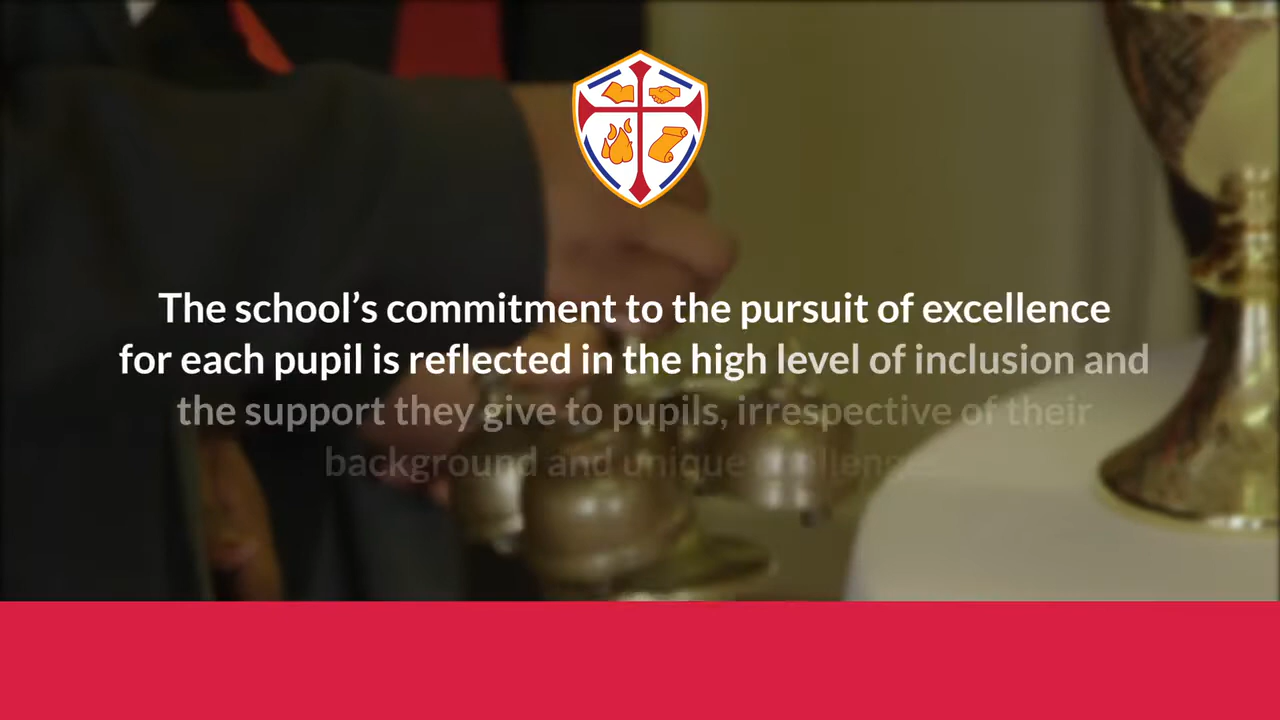 The school’s commitment to the pursuit of excellence
for each pupil is reflected in the high level of inclusion and
the support they give to pupils, irrespective of their
background and unique